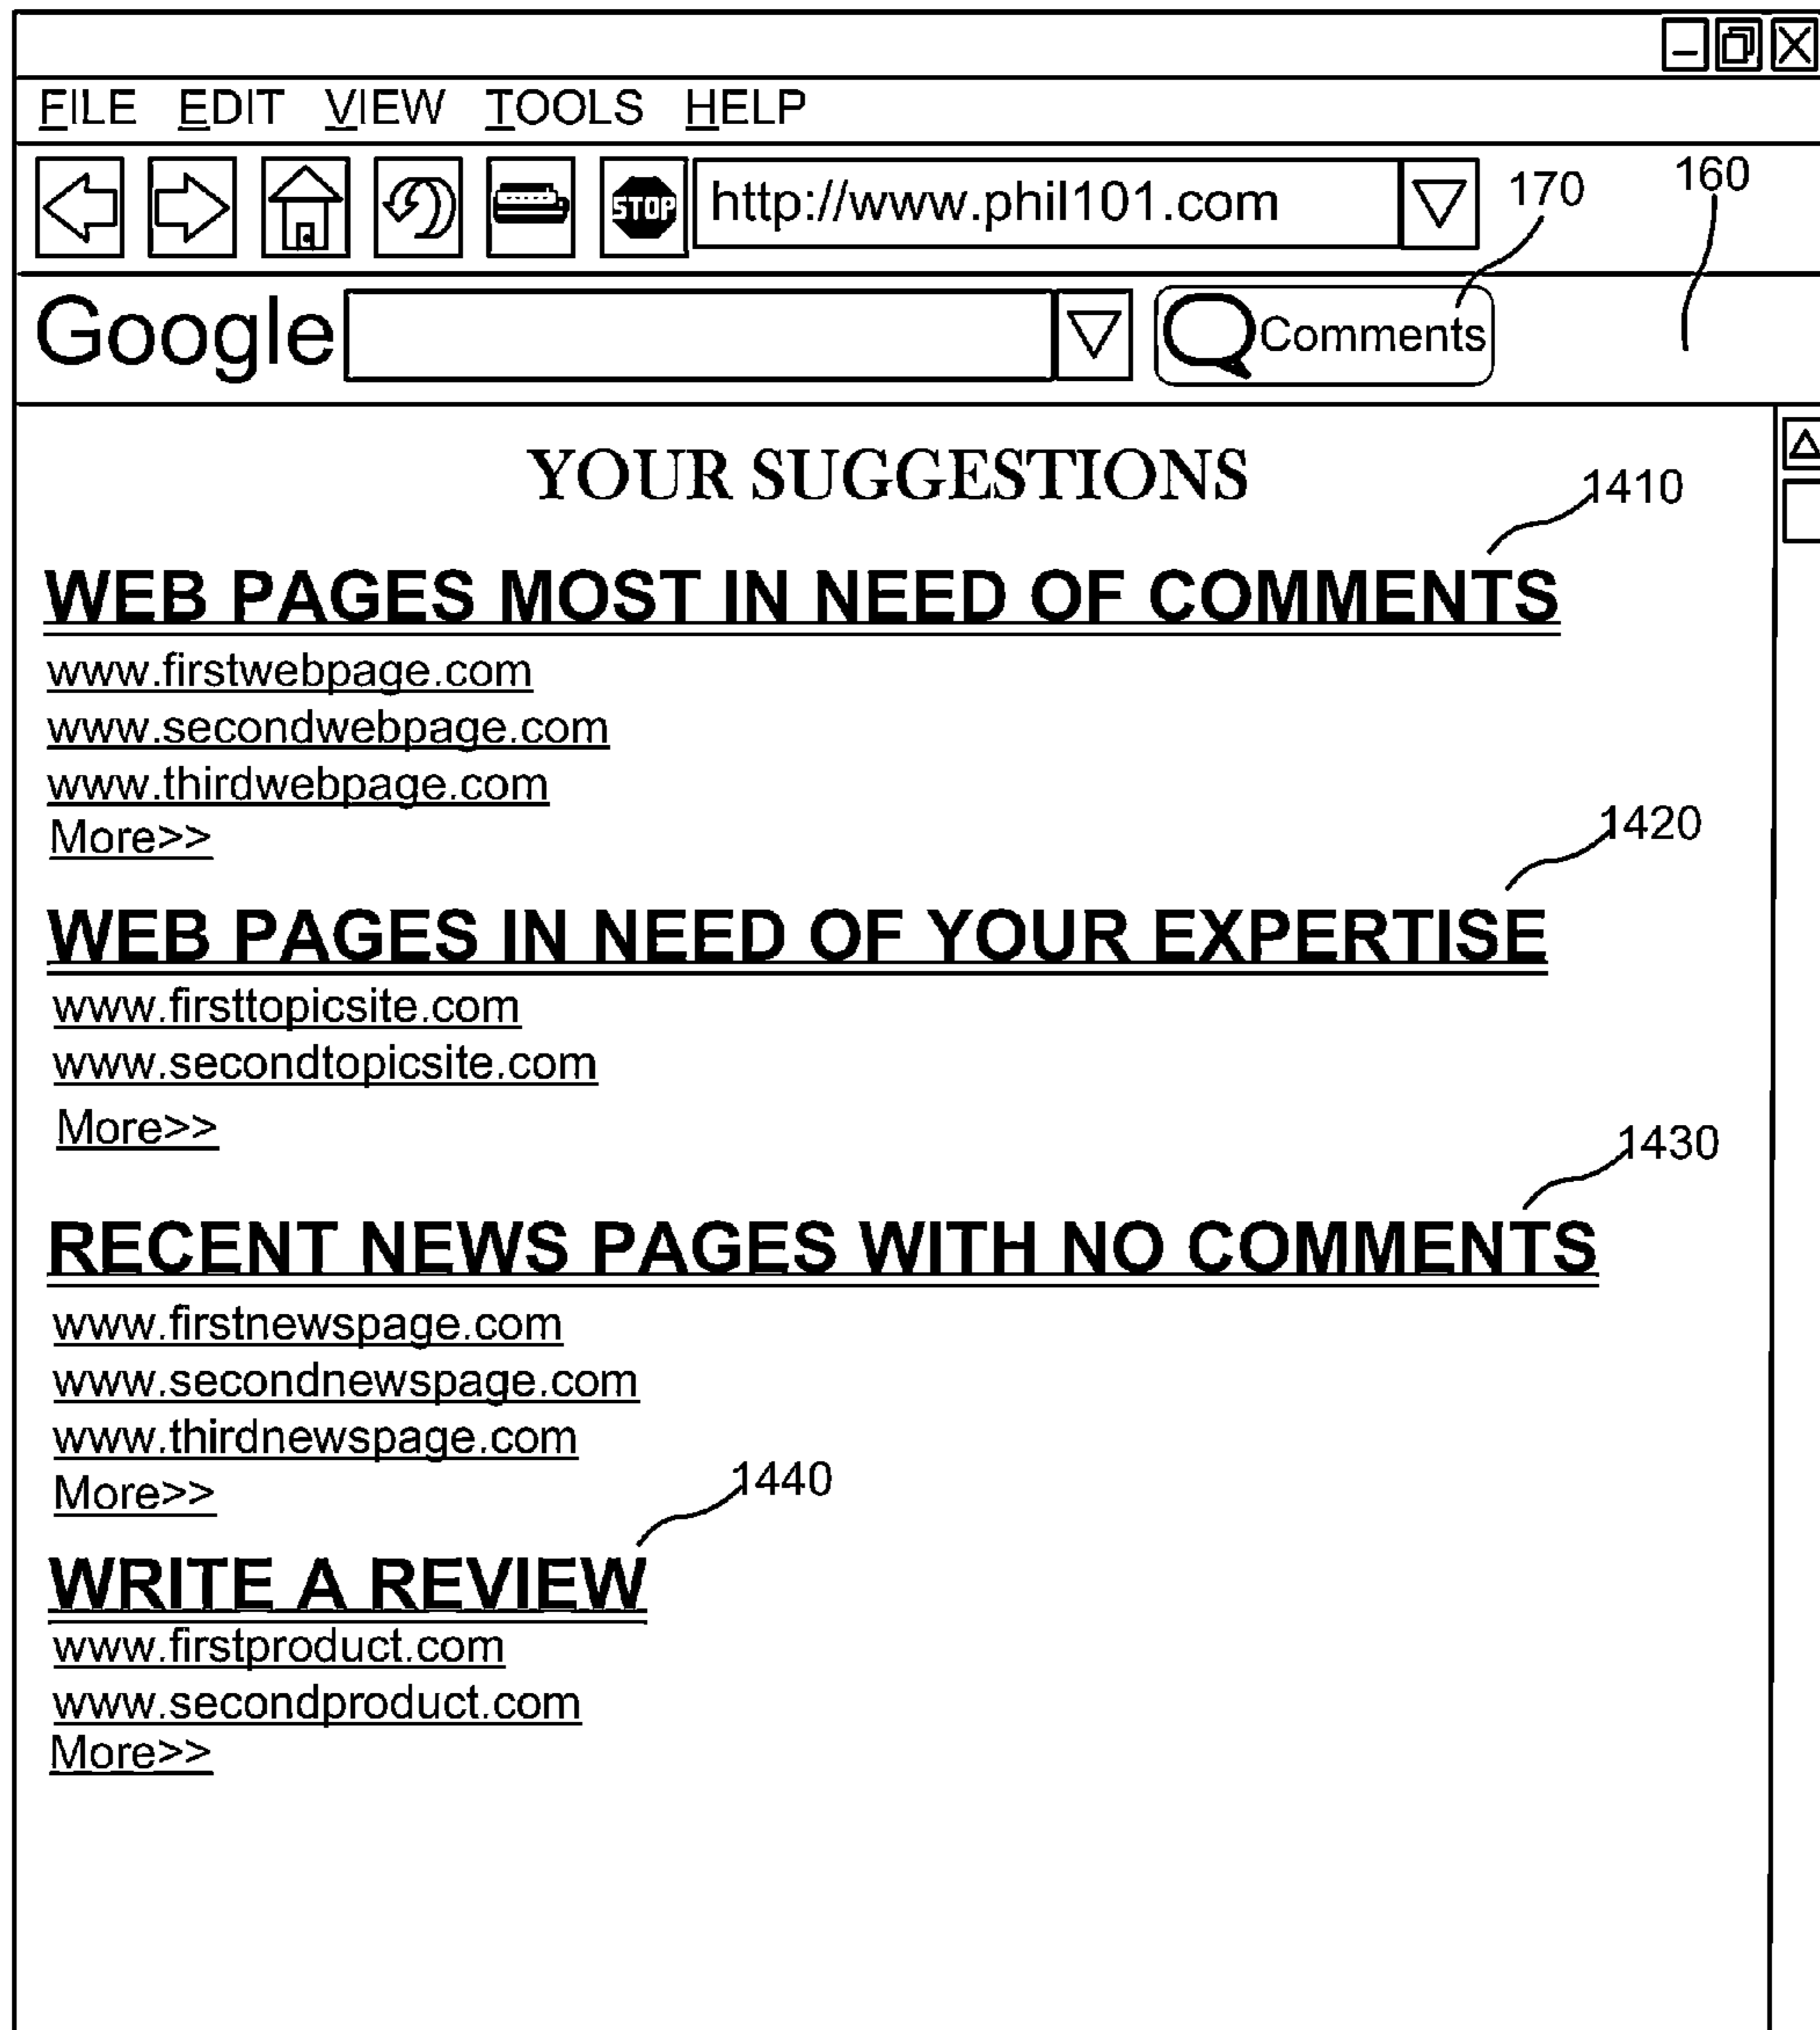 FILE EDIT VIEW TOOLS HELP
STOP http://www.phil101.com
170 160
Google Comments
YOUR SUGGESTIONS
1410
WEB PAGES MOST IN NEED OF COMMENTS
www.firstwebpage.com
www.secondwebpage.com
www.thirdwebpage.com
More>>
1420
WEB PAGES IN NEED OF YOUR EXPERTISE
www.firsttopicsite.com
www.secondtopicsite.com
More>>
1430
RECENT NEWS PAGES WITH NO COMMENTS
www.firstnewspage.com
www.secondnewspage.com
www.thirdnewspage.com
More>>
1440
WRITE A REVIEW
www.firstproduct.com
www.secondproduct.com
More>>